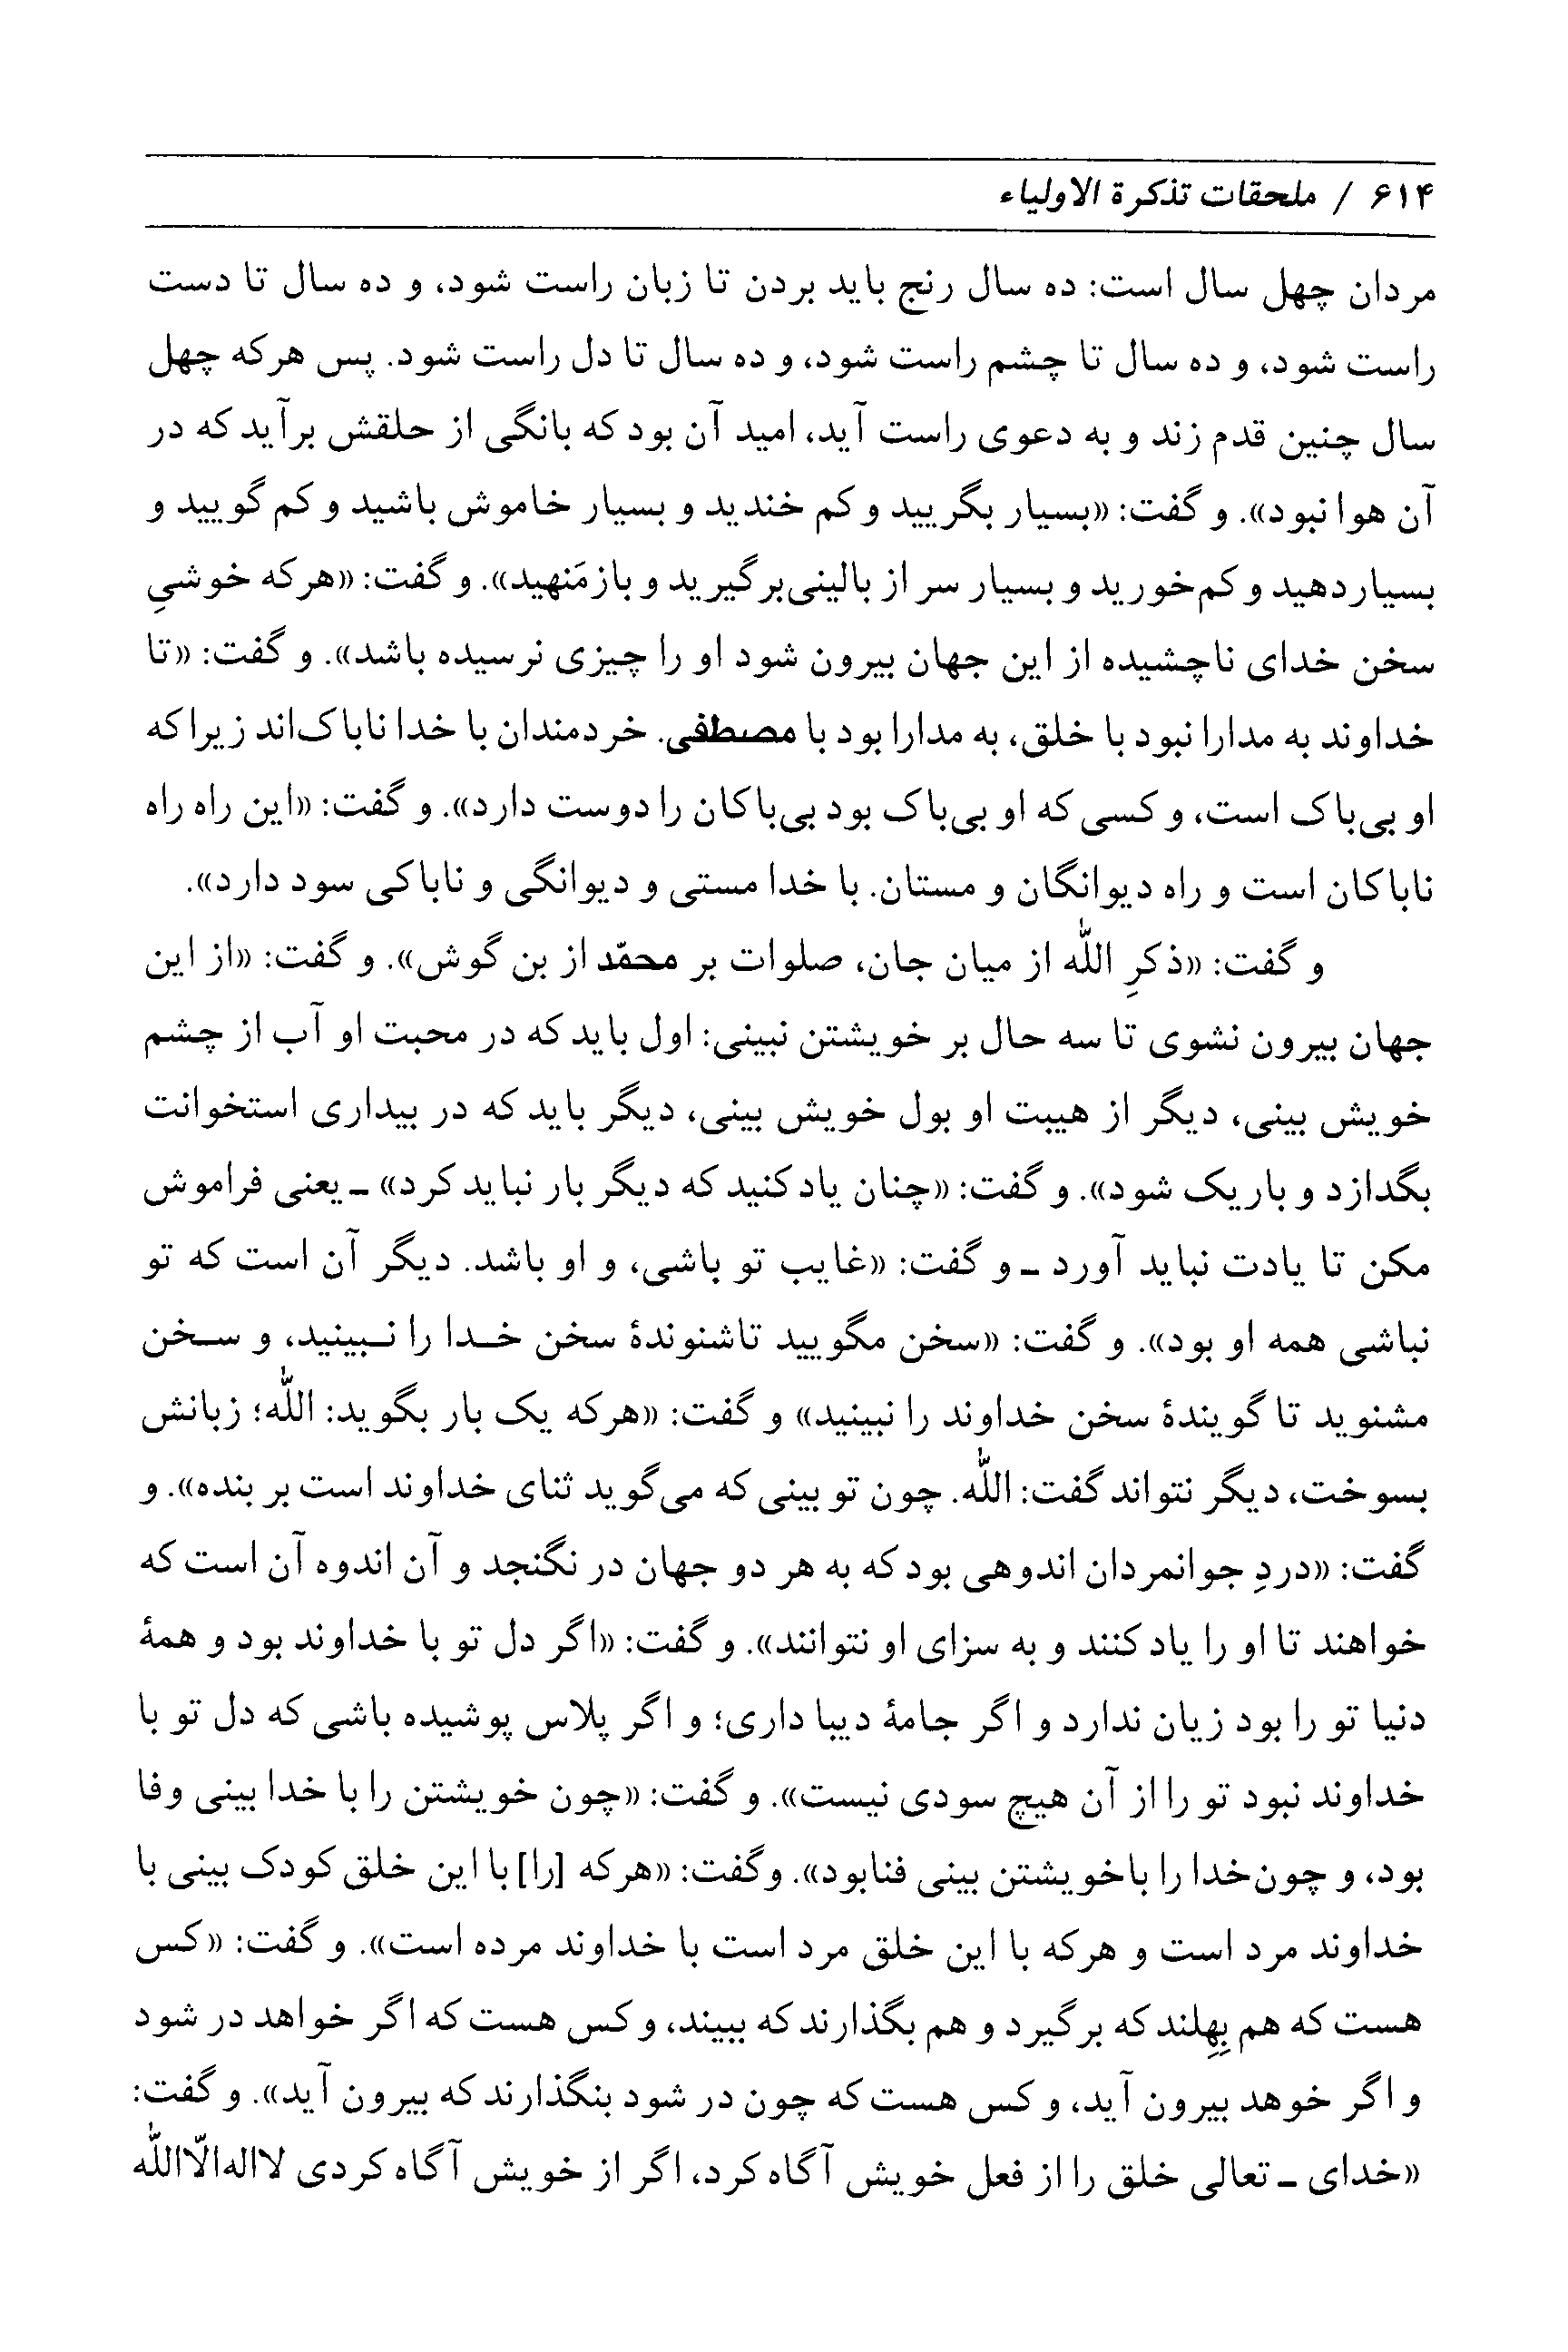 ۶۱۴ / ملحقات تذکرة الاولیاء
مردان چهل سال است: ده سال رنج باید بردن تا زبان راست شود، و ده سال تا دست
راست شود، و ده سال تا چشم راست شود، و ده سال تا دل راست شود. پس هرکه چهل
سال چنین قدم زند و به دعوی راست آید، امید آن بود که بانگی از حلقش برآید که در
آن هوا نبود». و گفت: «بسیار بگریید و کم خندید و بسیار خاموش باشید و کم گویید و
بسیار دهید و کم‌خورید و بسیار سر از بالینی‌برگیرید و بازمَنهید». و گفت: «هرکه خوشیِ
سخن خدای ناچشیده از این جهان بیرون شود او را چیزی نرسیده باشد». و گفت: «تا
خداوند به مدارا نبود با خلق، به مدارا بود با مصطفی. خردمندان با خدا ناباک‌اند زیرا که
او بی‌باک است، و کسی که او بی‌باک بود بی‌باکان را دوست دارد». و گفت: «این راه راه
ناباکان است و راه دیوانگان و مستان. با خدا مستی و دیوانگی و ناباکی سود دارد».
و گفت: «ذکرِ اللّٰه از میان جان، صلوات بر محمّد از بن گوش». و گفت: «از این
جهان بیرون نشوی تا سه حال بر خویشتن نبینی: اول باید که در محبت او آب از چشم
خویش بینی، دیگر از هیبت او بول خویش بینی، دیگر باید که در بیداری استخوانت
بگدازد و باریک شود». و گفت: «چنان یاد کنید که دیگر بار نباید کرد» ـ یعنی فراموش
مکن تا یادت نباید آورد ـ و گفت: «غایب تو باشی، و او باشد. دیگر آن است که تو
نباشی همه او بود». و گفت: «سخن مگویید تاشنوندهٔ سخن خـدا را نـبینید، و سـخن
مشنوید تا گویندهٔ سخن خداوند را نبینید» و گفت: «هرکه یک بار بگوید: اللّٰه؛ زبانش
بسوخت، دیگر نتواند گفت: اللّٰه. چون تو بینی که می‌گوید ثنای خداوند است بر بنده». و
گفت: «دردِ جوانمردان اندوهی بود که به هر دو جهان در نگنجد و آن اندوه آن است که
خواهند تا او را یاد کنند و به سزای او نتوانند». و گفت: «اگر دل تو با خداوند بود و همهٔ
دنیا تو را بود زیان ندارد و اگر جامهٔ دیبا داری؛ و اگر پلاس پوشیده باشی که دل تو با
خداوند نبود تو را از آن هیچ سودی نیست». و گفت: «چون خویشتن را با خدا بینی وفا
بود، و چون‌خدا را باخویشتن بینی فنابود». وگفت: «هرکه [را] با این خلق کودک بینی با
خداوند مرد است و هرکه با این خلق مرد است با خداوند مرده است». و گفت: «کس
هست که هم بِهِلند که برگیرد و هم بگذارند که ببیند، و کس هست که اگر خواهد در شود
و اگر خوهد بیرون آید، و کس هست که چون در شود بنگذارند که بیرون آید». و گفت:
«خدای ـ تعالی خلق را از فعل خویش آگاه کرد، اگر از خویش آگاه کردی لااله‌الّااللّٰه